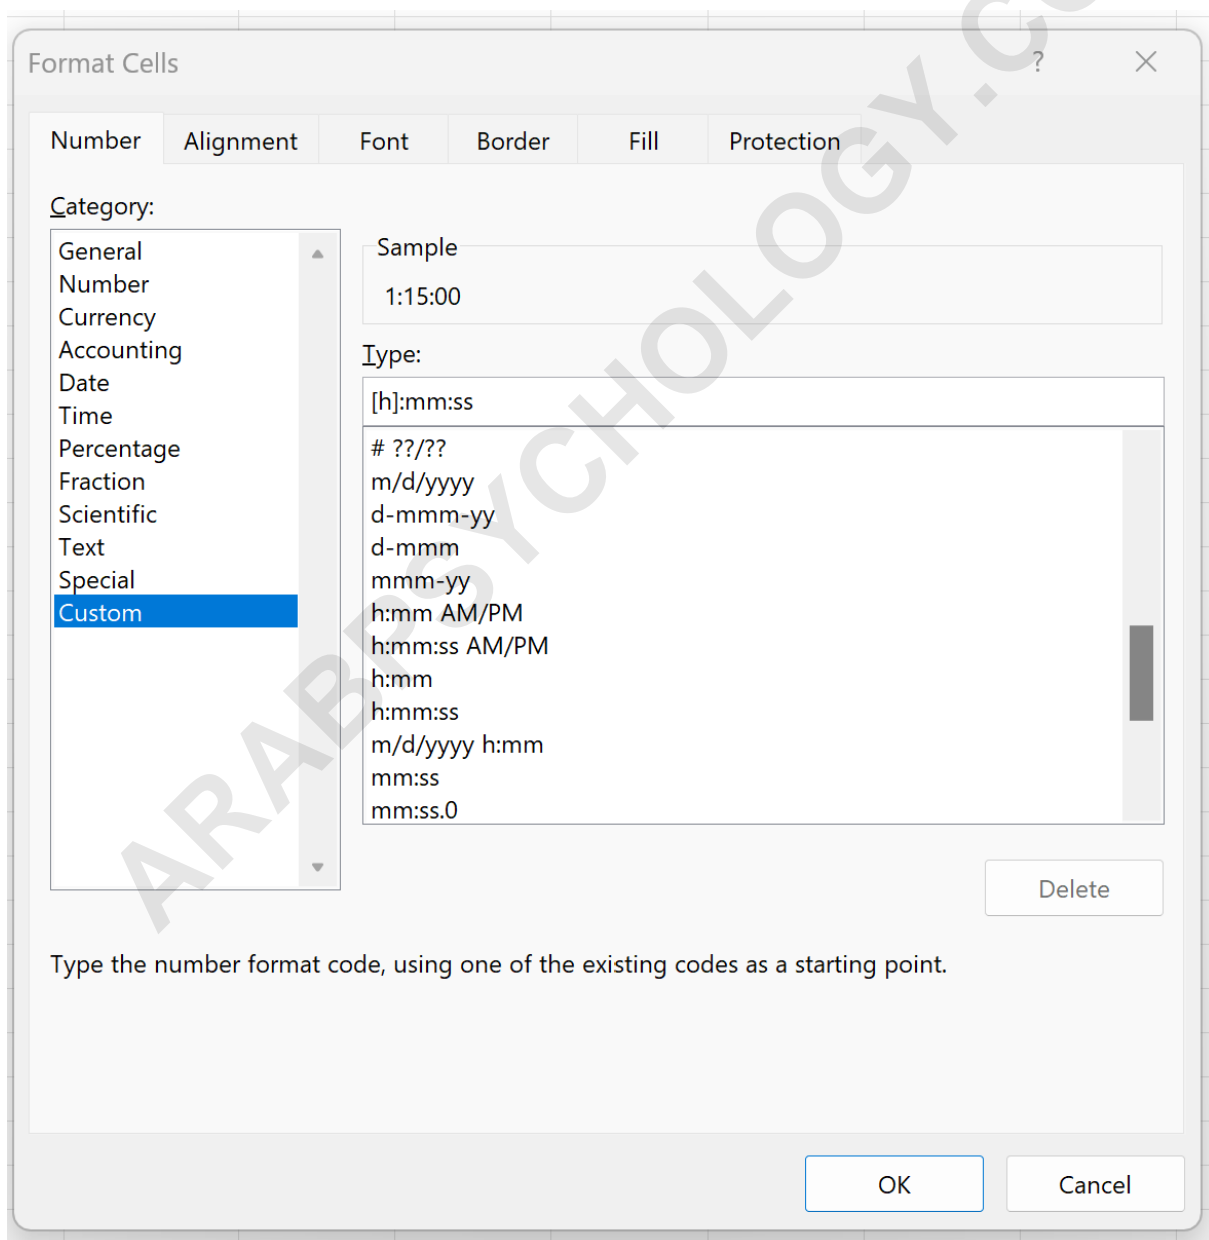 Format Cells
?
Number Alignment Font Border Fill Protection
Category:
General
Number
Currency
Accounting
Date
Time
Percentage
Fraction
Scientific
Text
Special
Custom
Sample
1:15:00
Type:
[h]:mm:ss
# ??/??
m/d/yyyy
d-mmm-yy
d-mmm
mmm-yy
h:mm AM/PM
h:mm:ss AM/PM
h:mm
h:mm:ss
m/d/yyyy h:mm
mm:ss
mm:ss.0
Delete
Type the number format code, using one of the existing codes as a starting point.
OK Cancel
ARABPSYCHOLOGY.CO